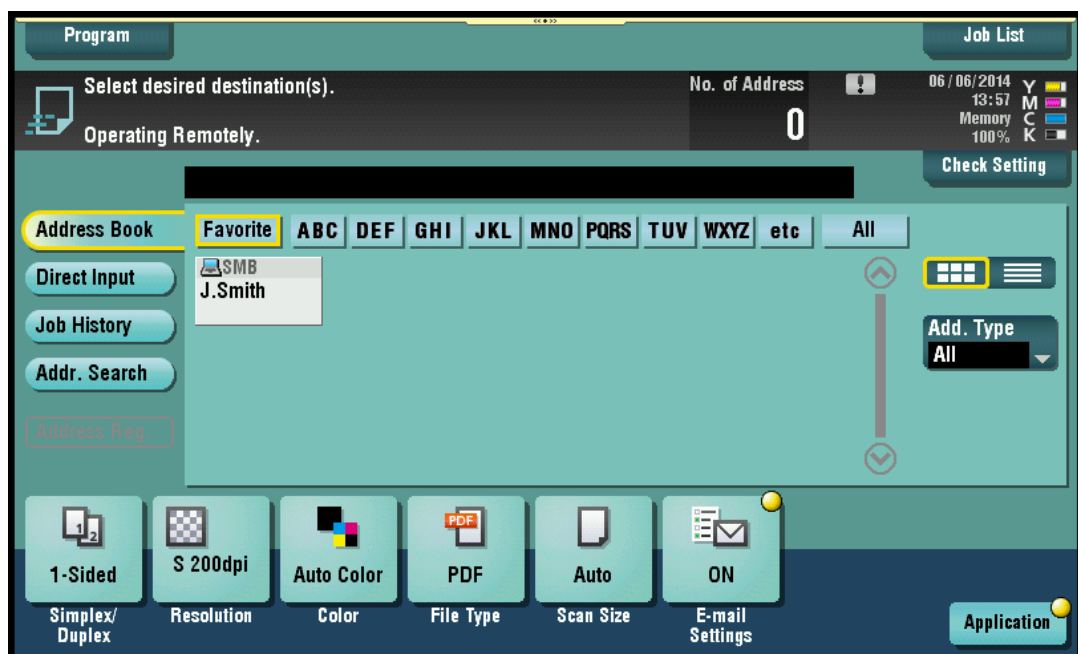 Program
Job List
Select desired destination(s).
Operating Remotely.
No. of Address
0
06/06/2014
13:57
Memory
100%
Y
M
C
K
Check Setting
Address Book
Direct Input
Job History
Addr. Search
Address Reg.
Favorite ABC DEF GHI JKL MNO PQRS TUV WXYZ etc All
SMB
J.Smith
Add. Type
All
1 2
1-Sided
Simplex/
Duplex
S 200dpi
Resolution
Auto Color
Color
PDF
PDF
File Type
Auto
Scan Size
ON
E-mail
Settings
Application